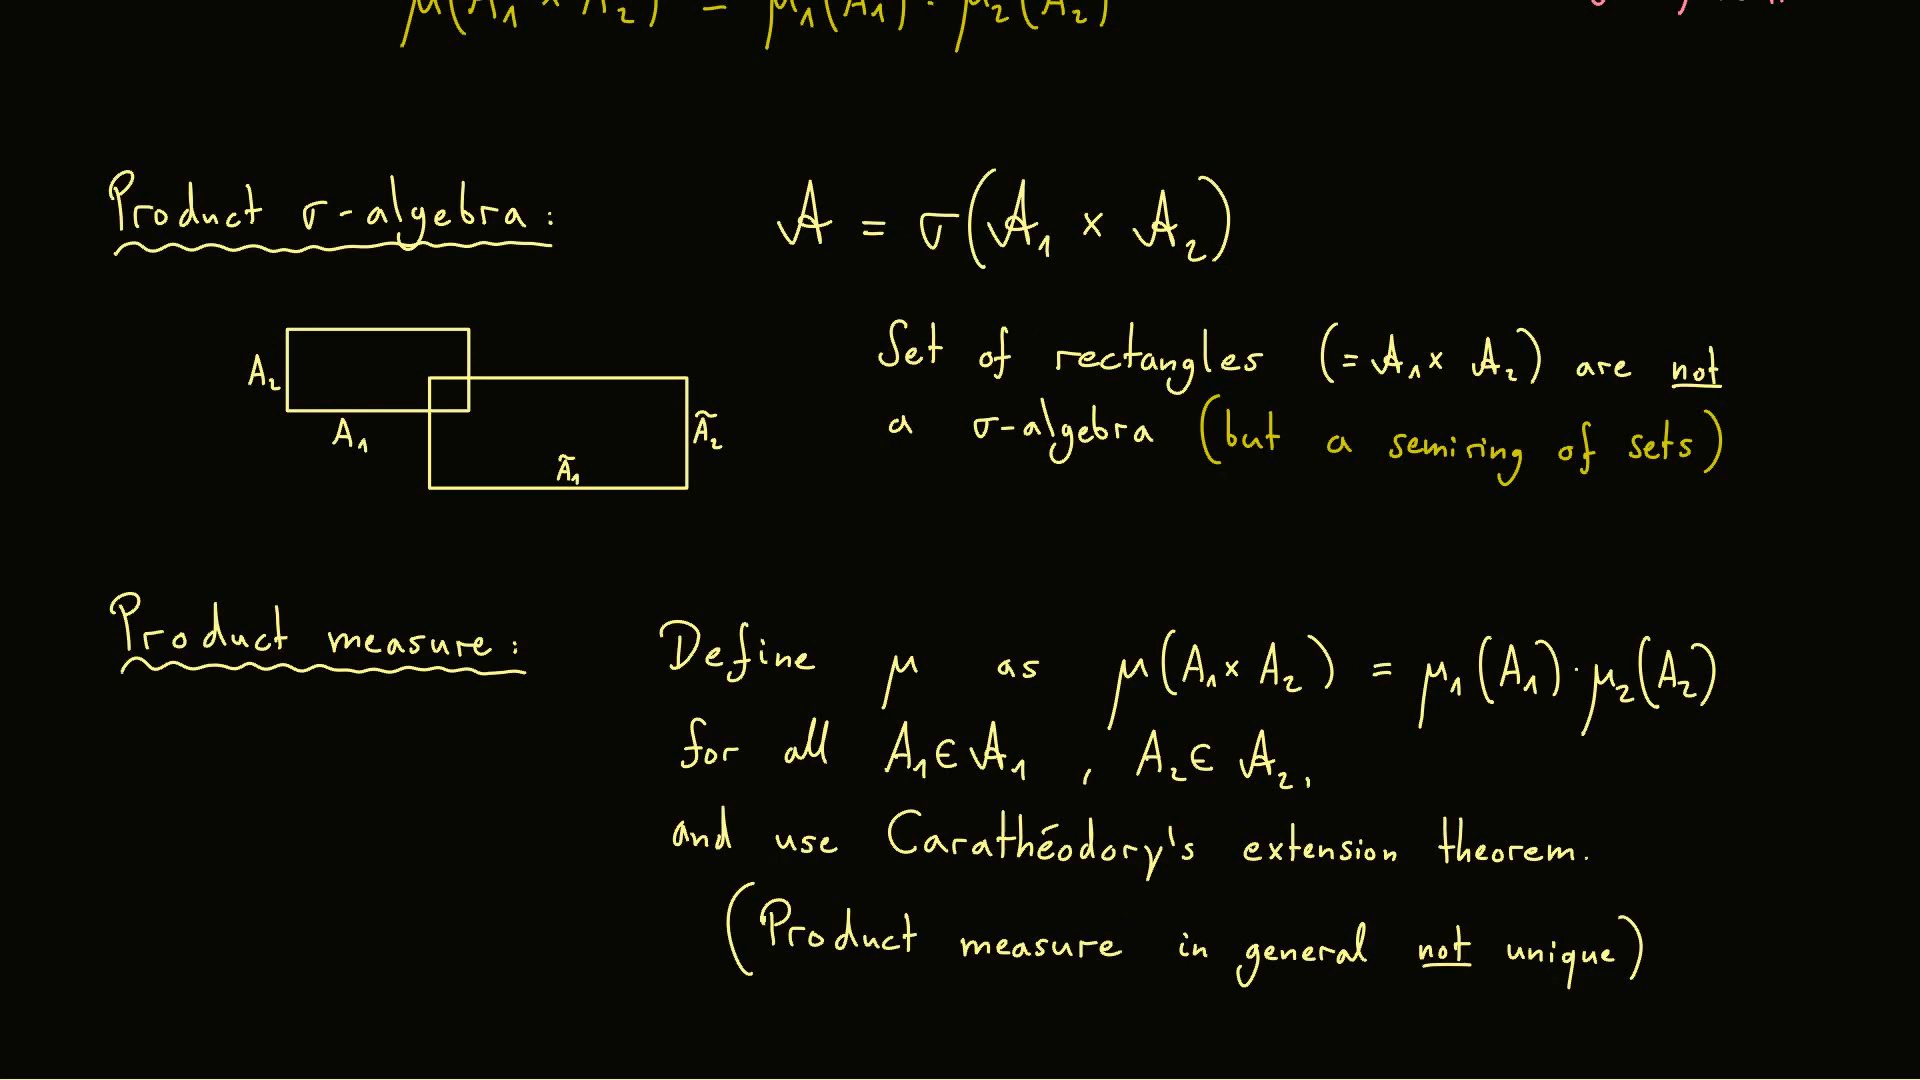 μ(A₁ × A₂) = μ₁(A₁) · μ₂(A₂)
Product σ-algebra: 𝒜 = σ(𝒜₁ × 𝒜₂)
A₂
A₁
Ã₂
Ã₁
Set of rectangles (= 𝒜₁ × 𝒜₂) are not
a σ-algebra (but a semiring of sets)
Product measure: Define μ as μ(A₁ × A₂) = μ₁(A₁) · μ₂(A₂)
for all A₁ ∈ 𝒜₁ , A₂ ∈ 𝒜₂,
and use Carathéodory's extension theorem.
(Product measure in general not unique)